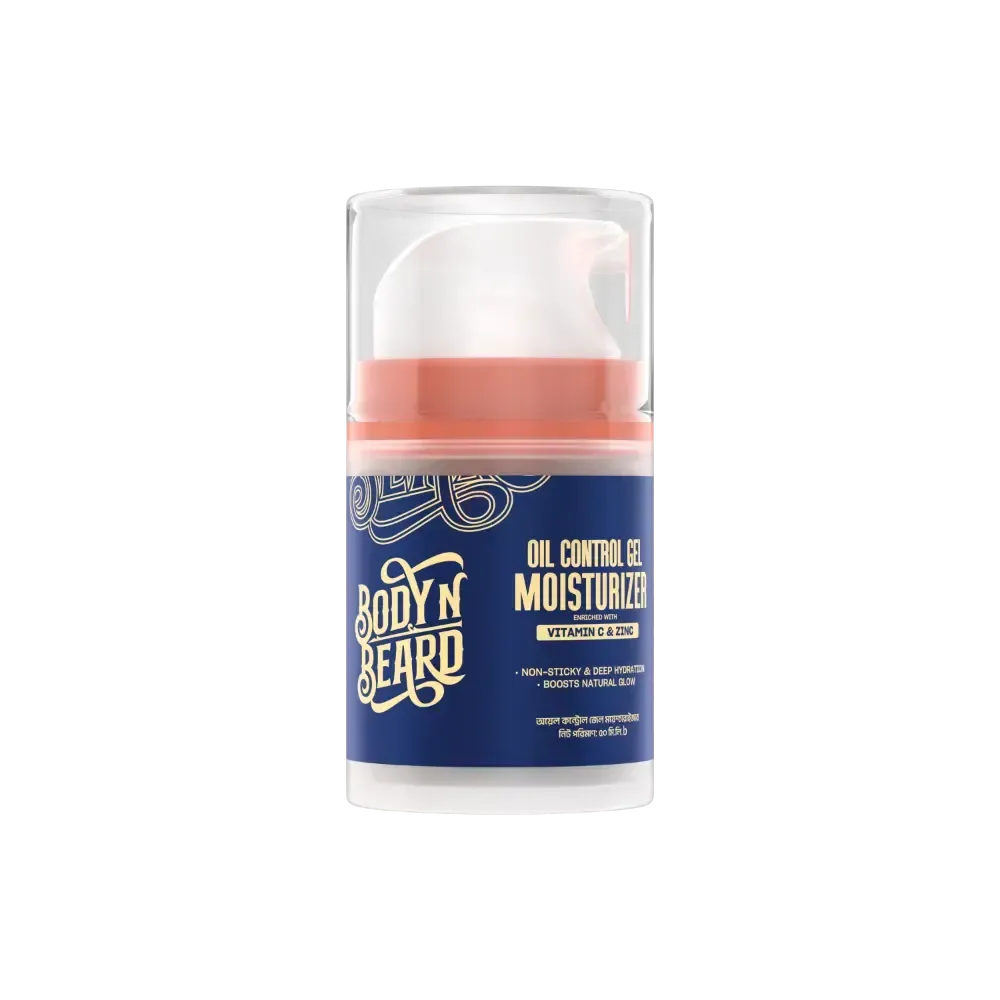 BODY N
BEARD
OIL CONTROL GEL
MOISTURIZER
ENRICHED WITH
VITAMIN C & ZINC
• NON-STICKY & DEEP HYDRATION
• BOOSTS NATURAL GLOW
অয়েল কন্ট্রোল জেল ময়েশ্চারাইজার
নিট পরিমাণ: ৫০ মি.লি.